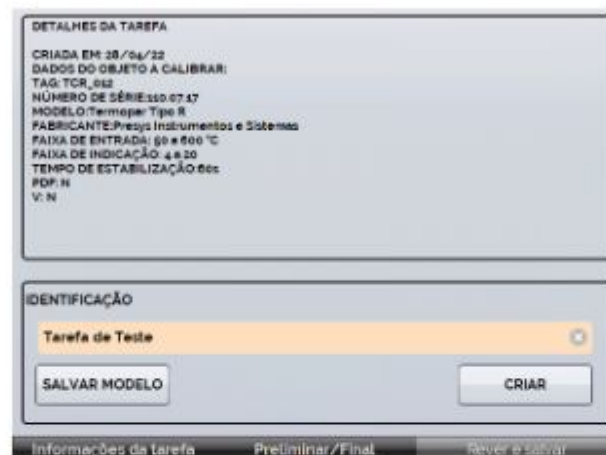 DETALHES DA TAREFA
CRIADA EM: 28/04/22
DADOS DO OBJETO A CALIBRAR:
TAG: TCR_012
NÚMERO DE SÉRIE:110.07.17
MODELO:Termopar Tipo R
FABRICANTE:Presys Instrumentos e Sistemas
FAIXA DE ENTRADA: 50 a 600 °C
FAIXA DE INDICAÇÃO: 4 a 20
TEMPO DE ESTABILIZAÇÃO:60s
PDF: N
V: N
IDENTIFICAÇÃO
Tarefa de Teste
SALVAR MODELO CRIAR
Informações da tarefa Preliminar/Final Rever e salvar